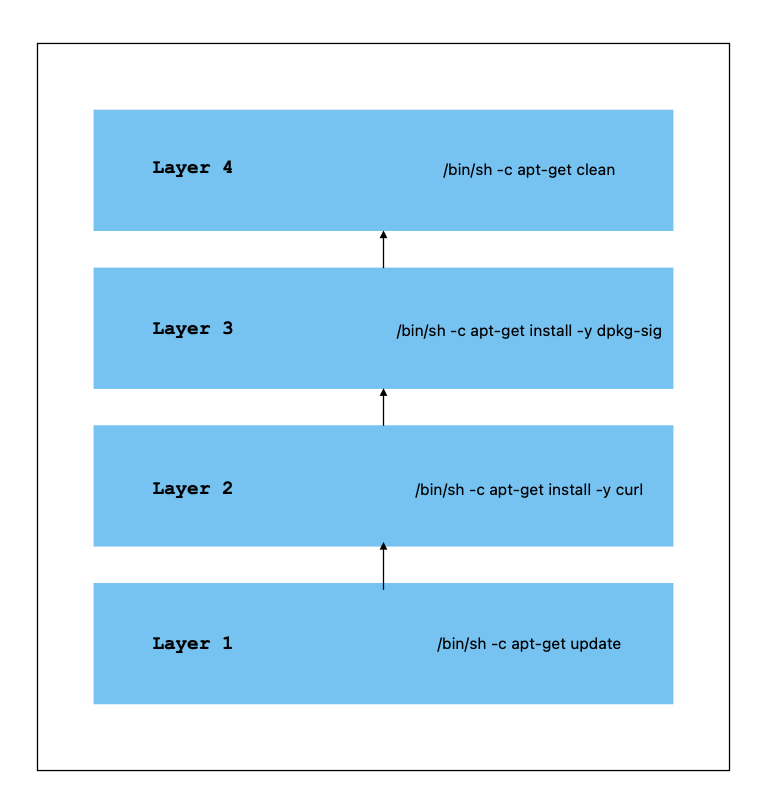 Layer 4 /bin/sh -c apt-get clean
Layer 3 /bin/sh -c apt-get install -y dpkg-sig
Layer 2 /bin/sh -c apt-get install -y curl
Layer 1 /bin/sh -c apt-get update